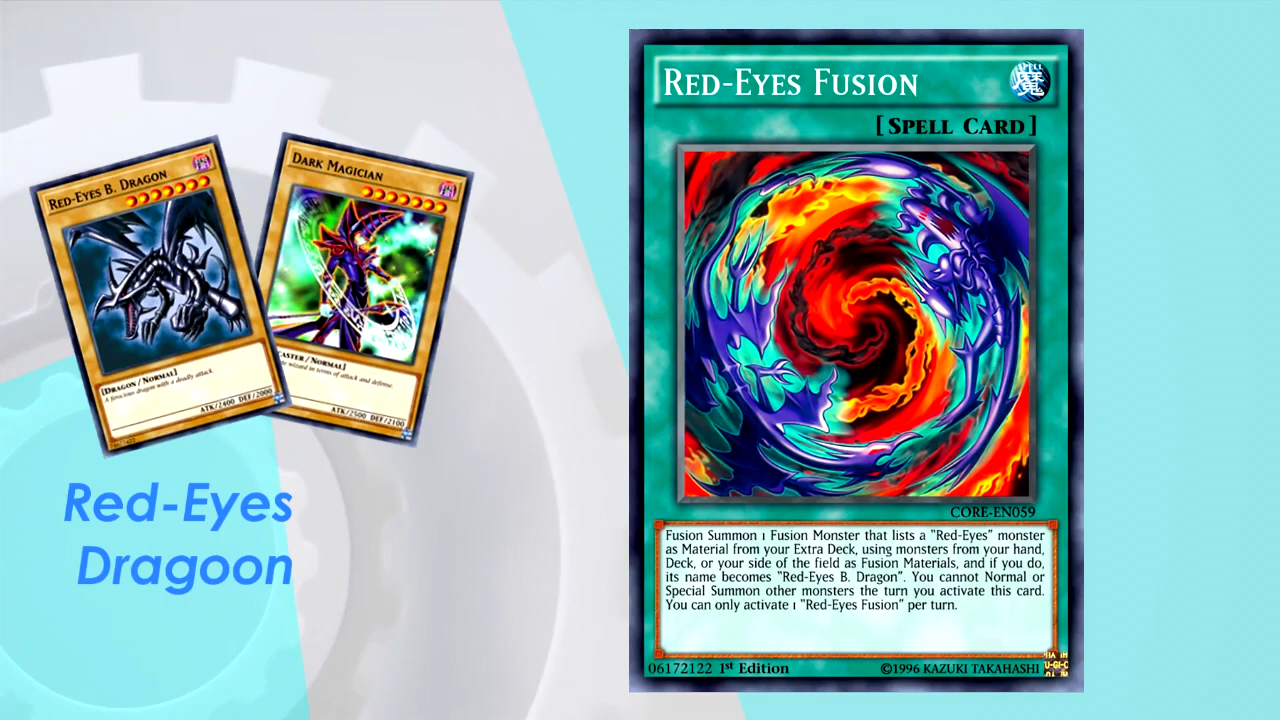 Red-Eyes B. Dragon
[Dragon/Normal]
A ferocious dragon with a deadly attack.
ATK/2400 DEF/2000
Dark Magician
caster/Normal]
wizard in terms of attack and defense.
ATK/2500 DEF/2100
Red-Eyes
Dragoon
Red-Eyes Fusion
SPELL
魔
[Spell Card]
CORE-EN059
Fusion Summon 1 Fusion Monster that lists a "Red-Eyes" monster
as Material from your Extra Deck, using monsters from your hand,
Deck, or your side of the field as Fusion Materials, and if you do,
its name becomes "Red-Eyes B. Dragon". You cannot Normal or
Special Summon other monsters the turn you activate this card.
You can only activate 1 "Red-Eyes Fusion" per turn.
06172122 1st Edition ©1996 KAZUKI TAKAHASHI